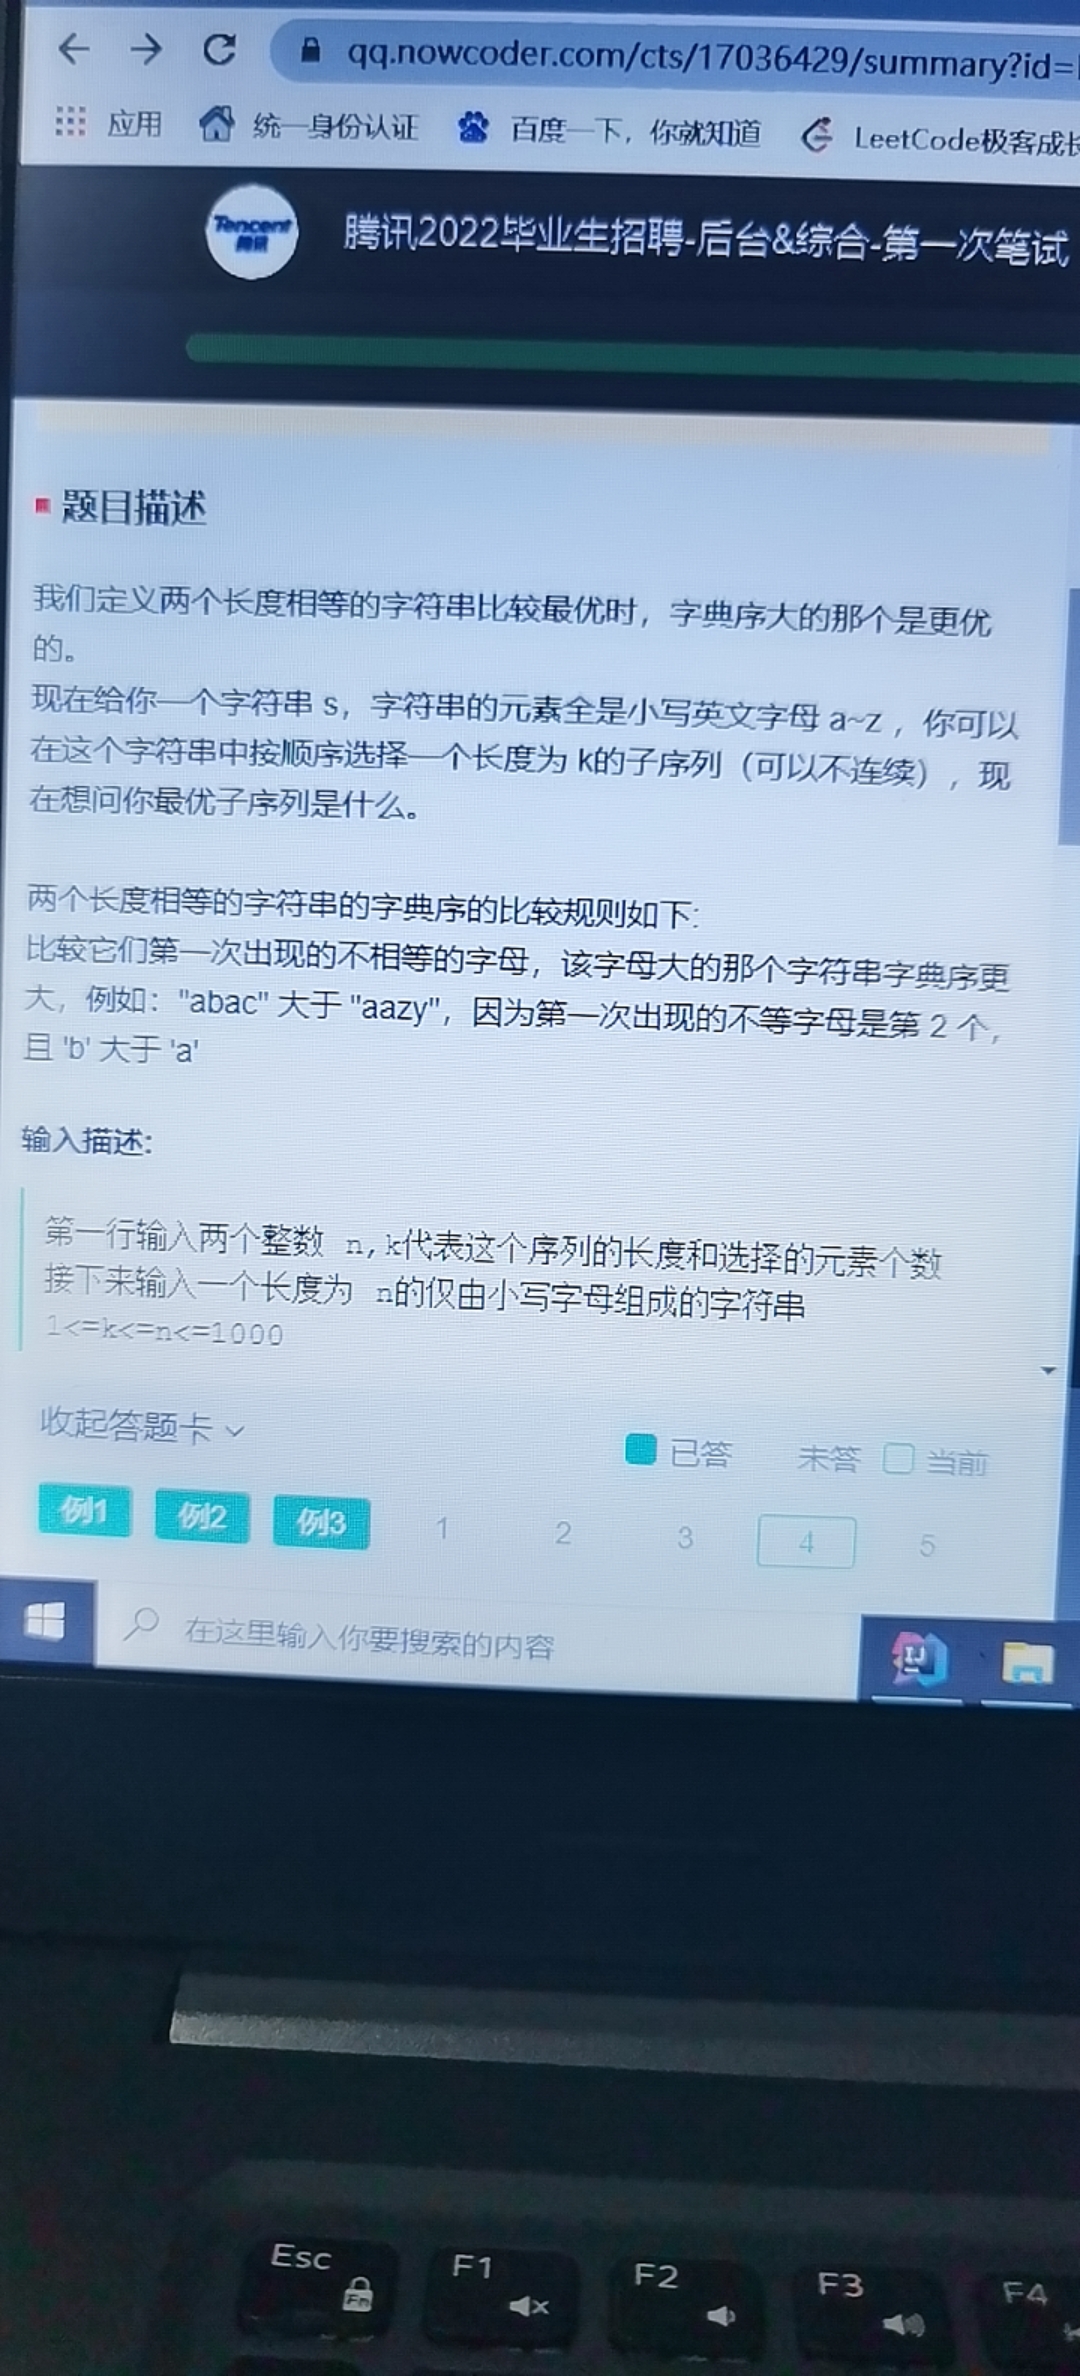 qq.nowcoder.com/cts/17036429/summary?id=
应用 统一身份认证 百度一下，你就知道 LeetCode极客成长
Tencent 腾讯
腾讯2022毕业生招聘-后台&综合-第一次笔试
题目描述
我们定义两个长度相等的字符串比较最优时，字典序大的那个是更优
的。
现在给你一个字符串 s，字符串的元素全是小写英文字母 a~z ，你可以
在这个字符串中按顺序选择一个长度为 k的子序列（可以不连续），现
在想问你最优子序列是什么。
两个长度相等的字符串的字典序的比较规则如下:
比较它们第一次出现的不相等的字母，该字母大的那个字符串字典序更
大，例如："abac" 大于 "aazy"，因为第一次出现的不等字母是第 2 个，
且 'b' 大于 'a'
输入描述:
第一行输入两个整数 n,k代表这个序列的长度和选择的元素个数
接下来输入一个长度为 n的仅由小写字母组成的字符串
1<=k<=n<=1000
收起答题卡
已答 未答 当前
例1 例2 例3 1 2 3 4 5
在这里输入你要搜索的内容
IJ
Esc F1 F2 F3 F4
Fn